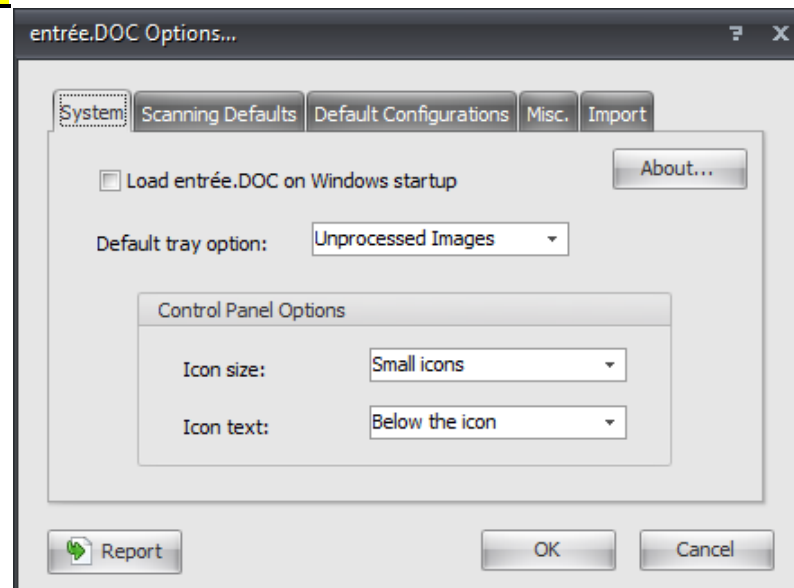 entrée.DOC Options...
System Scanning Defaults Default Configurations Misc. Import
Load entrée.DOC on Windows startup
About...
Default tray option: Unprocessed Images
Control Panel Options
Icon size: Small icons
Icon text: Below the icon
Report OK Cancel